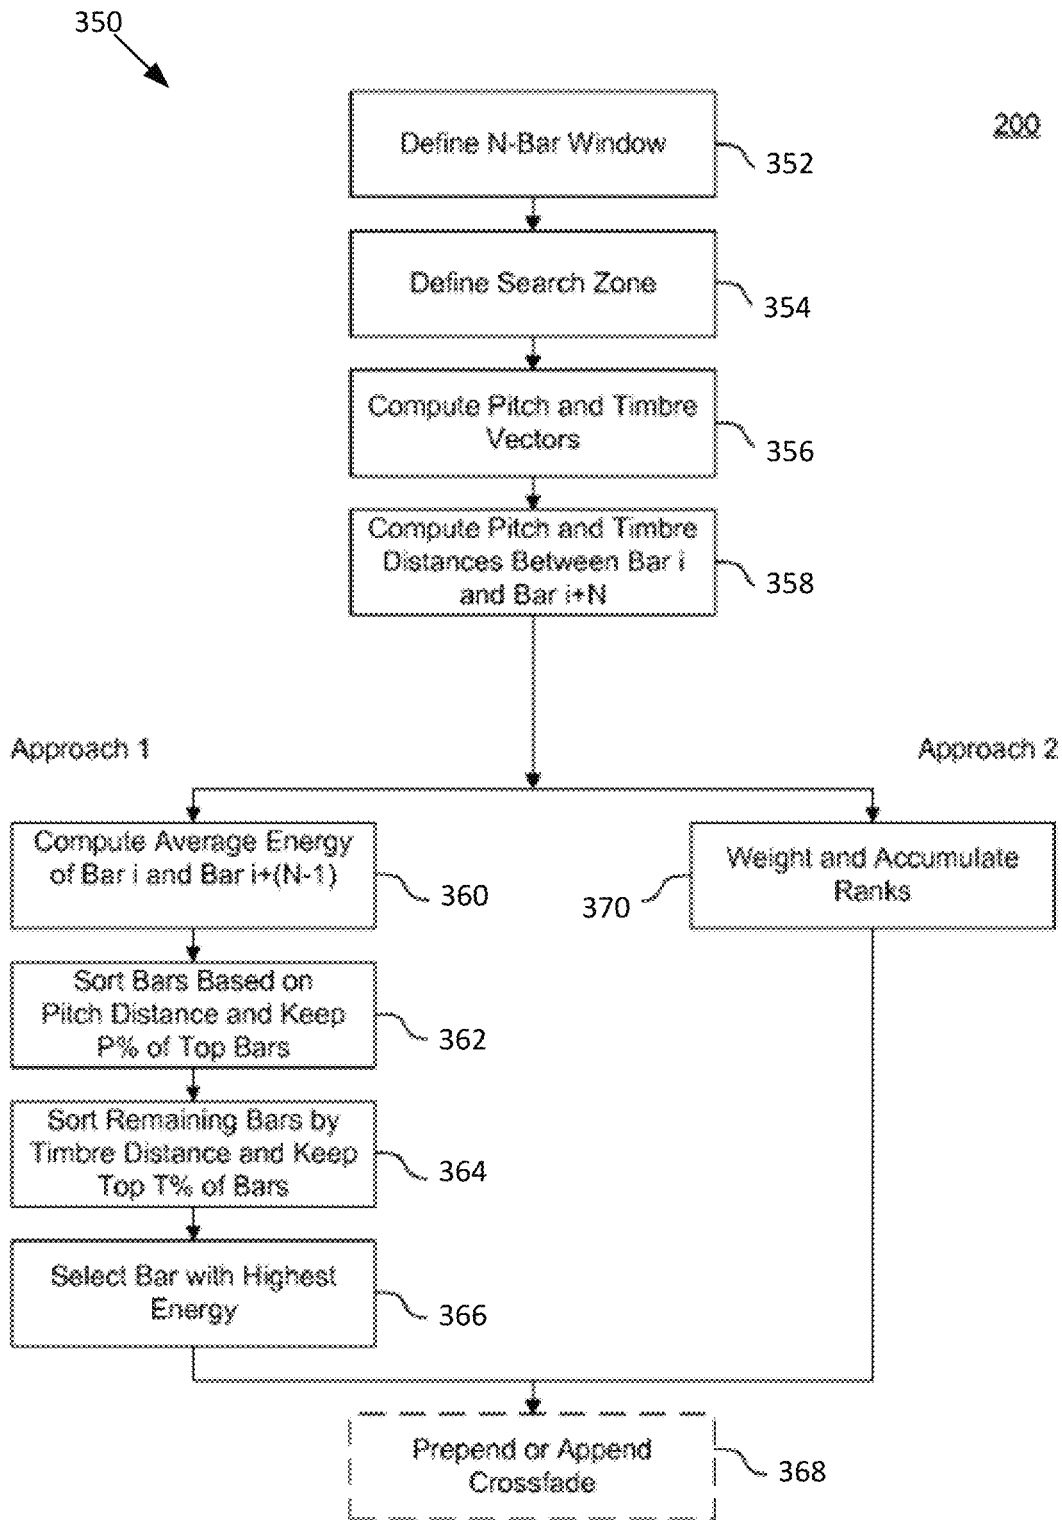 350
200
Define N-Bar Window
352
Define Search Zone
354
Compute Pitch and Timbre
Vectors
356
Compute Pitch and Timbre
Distances Between Bar i
and Bar i+N
358
Approach 1
Approach 2
Compute Average Energy
of Bar i and Bar i+(N-1)
360
370
Weight and Accumulate
Ranks
Sort Bars Based on
Pitch Distance and Keep
P% of Top Bars
362
Sort Remaining Bars by
Timbre Distance and Keep
Top T% of Bars
364
Select Bar with Highest
Energy
366
Prepend or Append
Crossfade
368